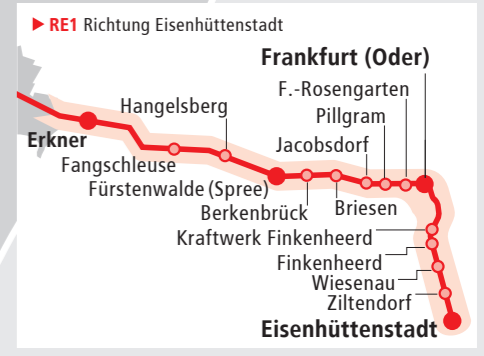 ▶ RE1 Richtung Eisenhüttenstadt
Frankfurt (Oder)
F.-Rosengarten
Hangelsberg
Pillgram
Erkner
Jacobsdorf
Fangschleuse
Fürstenwalde (Spree)
Berkenbrück
Briesen
Kraftwerk Finkenheerd
Finkenheerd
Wiesenau
Ziltendorf
Eisenhüttenstadt